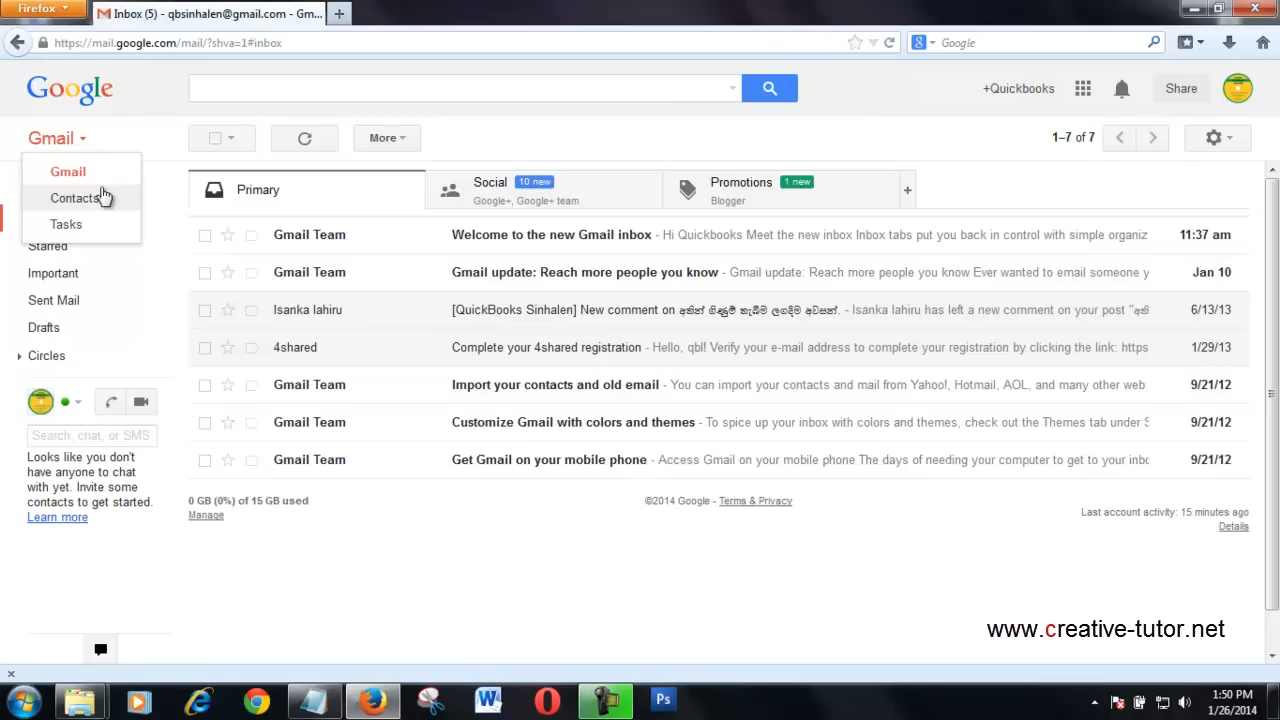 Firefox
Inbox (5) - qbsinhalen@gmail.com - Gm...
https://mail.google.com/mail/?shva=1#inbox
Google
Google
+Quickbooks
Share
Gmail
More
1–7 of 7
Gmail
Contacts
Tasks
Primary
Social 10 new
Google+, Google+ team
Promotions 1 new
Blogger
Starred
Important
Sent Mail
Drafts
Circles
Gmail Team Welcome to the new Gmail inbox - Hi Quickbooks Meet the new inbox Inbox tabs put you back in control with simple organiz 11:37 am
Gmail Team Gmail update: Reach more people you know - Gmail update: Reach more people you know Ever wanted to email someone y Jan 10
Isanka lahiru [QuickBooks Sinhalen] New comment on අතින් ගිණුම් තැබීම ලගදීම අවසන්. - Isanka lahiru has left a new comment on your post "අති 6/13/13
4shared Complete your 4shared registration - Hello, qbl! Verify your e-mail address to complete your registration by clicking the link: https 1/29/13
Gmail Team Import your contacts and old email - You can import your contacts and mail from Yahoo!, Hotmail, AOL, and many other web 9/21/12
Gmail Team Customize Gmail with colors and themes - To spice up your inbox with colors and themes, check out the Themes tab under S 9/21/12
Gmail Team Get Gmail on your mobile phone - Access Gmail on your mobile phone The days of needing your computer to get to your inbo 9/21/12
Search, chat, or SMS
Looks like you don't
have anyone to chat
with yet. Invite some
contacts to get started.
Learn more
0 GB (0%) of 15 GB used
Manage
©2014 Google - Terms & Privacy
Last account activity: 15 minutes ago
Details
www.creative-tutor.net
W
Ps
1:50 PM
1/26/2014